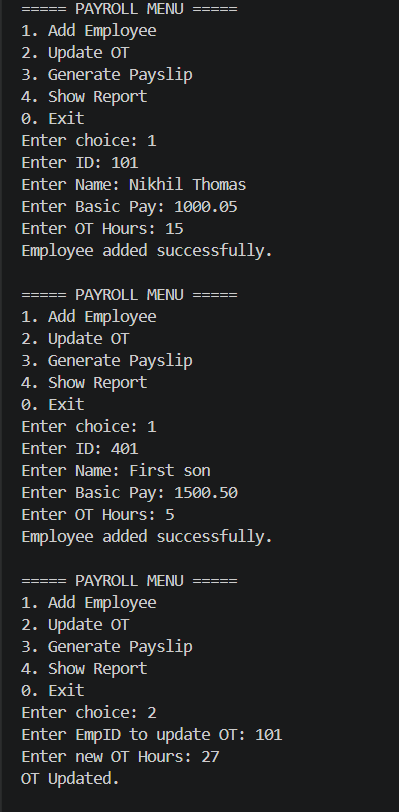 ===== PAYROLL MENU =====
1. Add Employee
2. Update OT
3. Generate Payslip
4. Show Report
0. Exit
Enter choice: 1
Enter ID: 101
Enter Name: Nikhil Thomas
Enter Basic Pay: 1000.05
Enter OT Hours: 15
Employee added successfully.

===== PAYROLL MENU =====
1. Add Employee
2. Update OT
3. Generate Payslip
4. Show Report
0. Exit
Enter choice: 1
Enter ID: 401
Enter Name: First son
Enter Basic Pay: 1500.50
Enter OT Hours: 5
Employee added successfully.

===== PAYROLL MENU =====
1. Add Employee
2. Update OT
3. Generate Payslip
4. Show Report
0. Exit
Enter choice: 2
Enter EmpID to update OT: 101
Enter new OT Hours: 27
OT Updated.